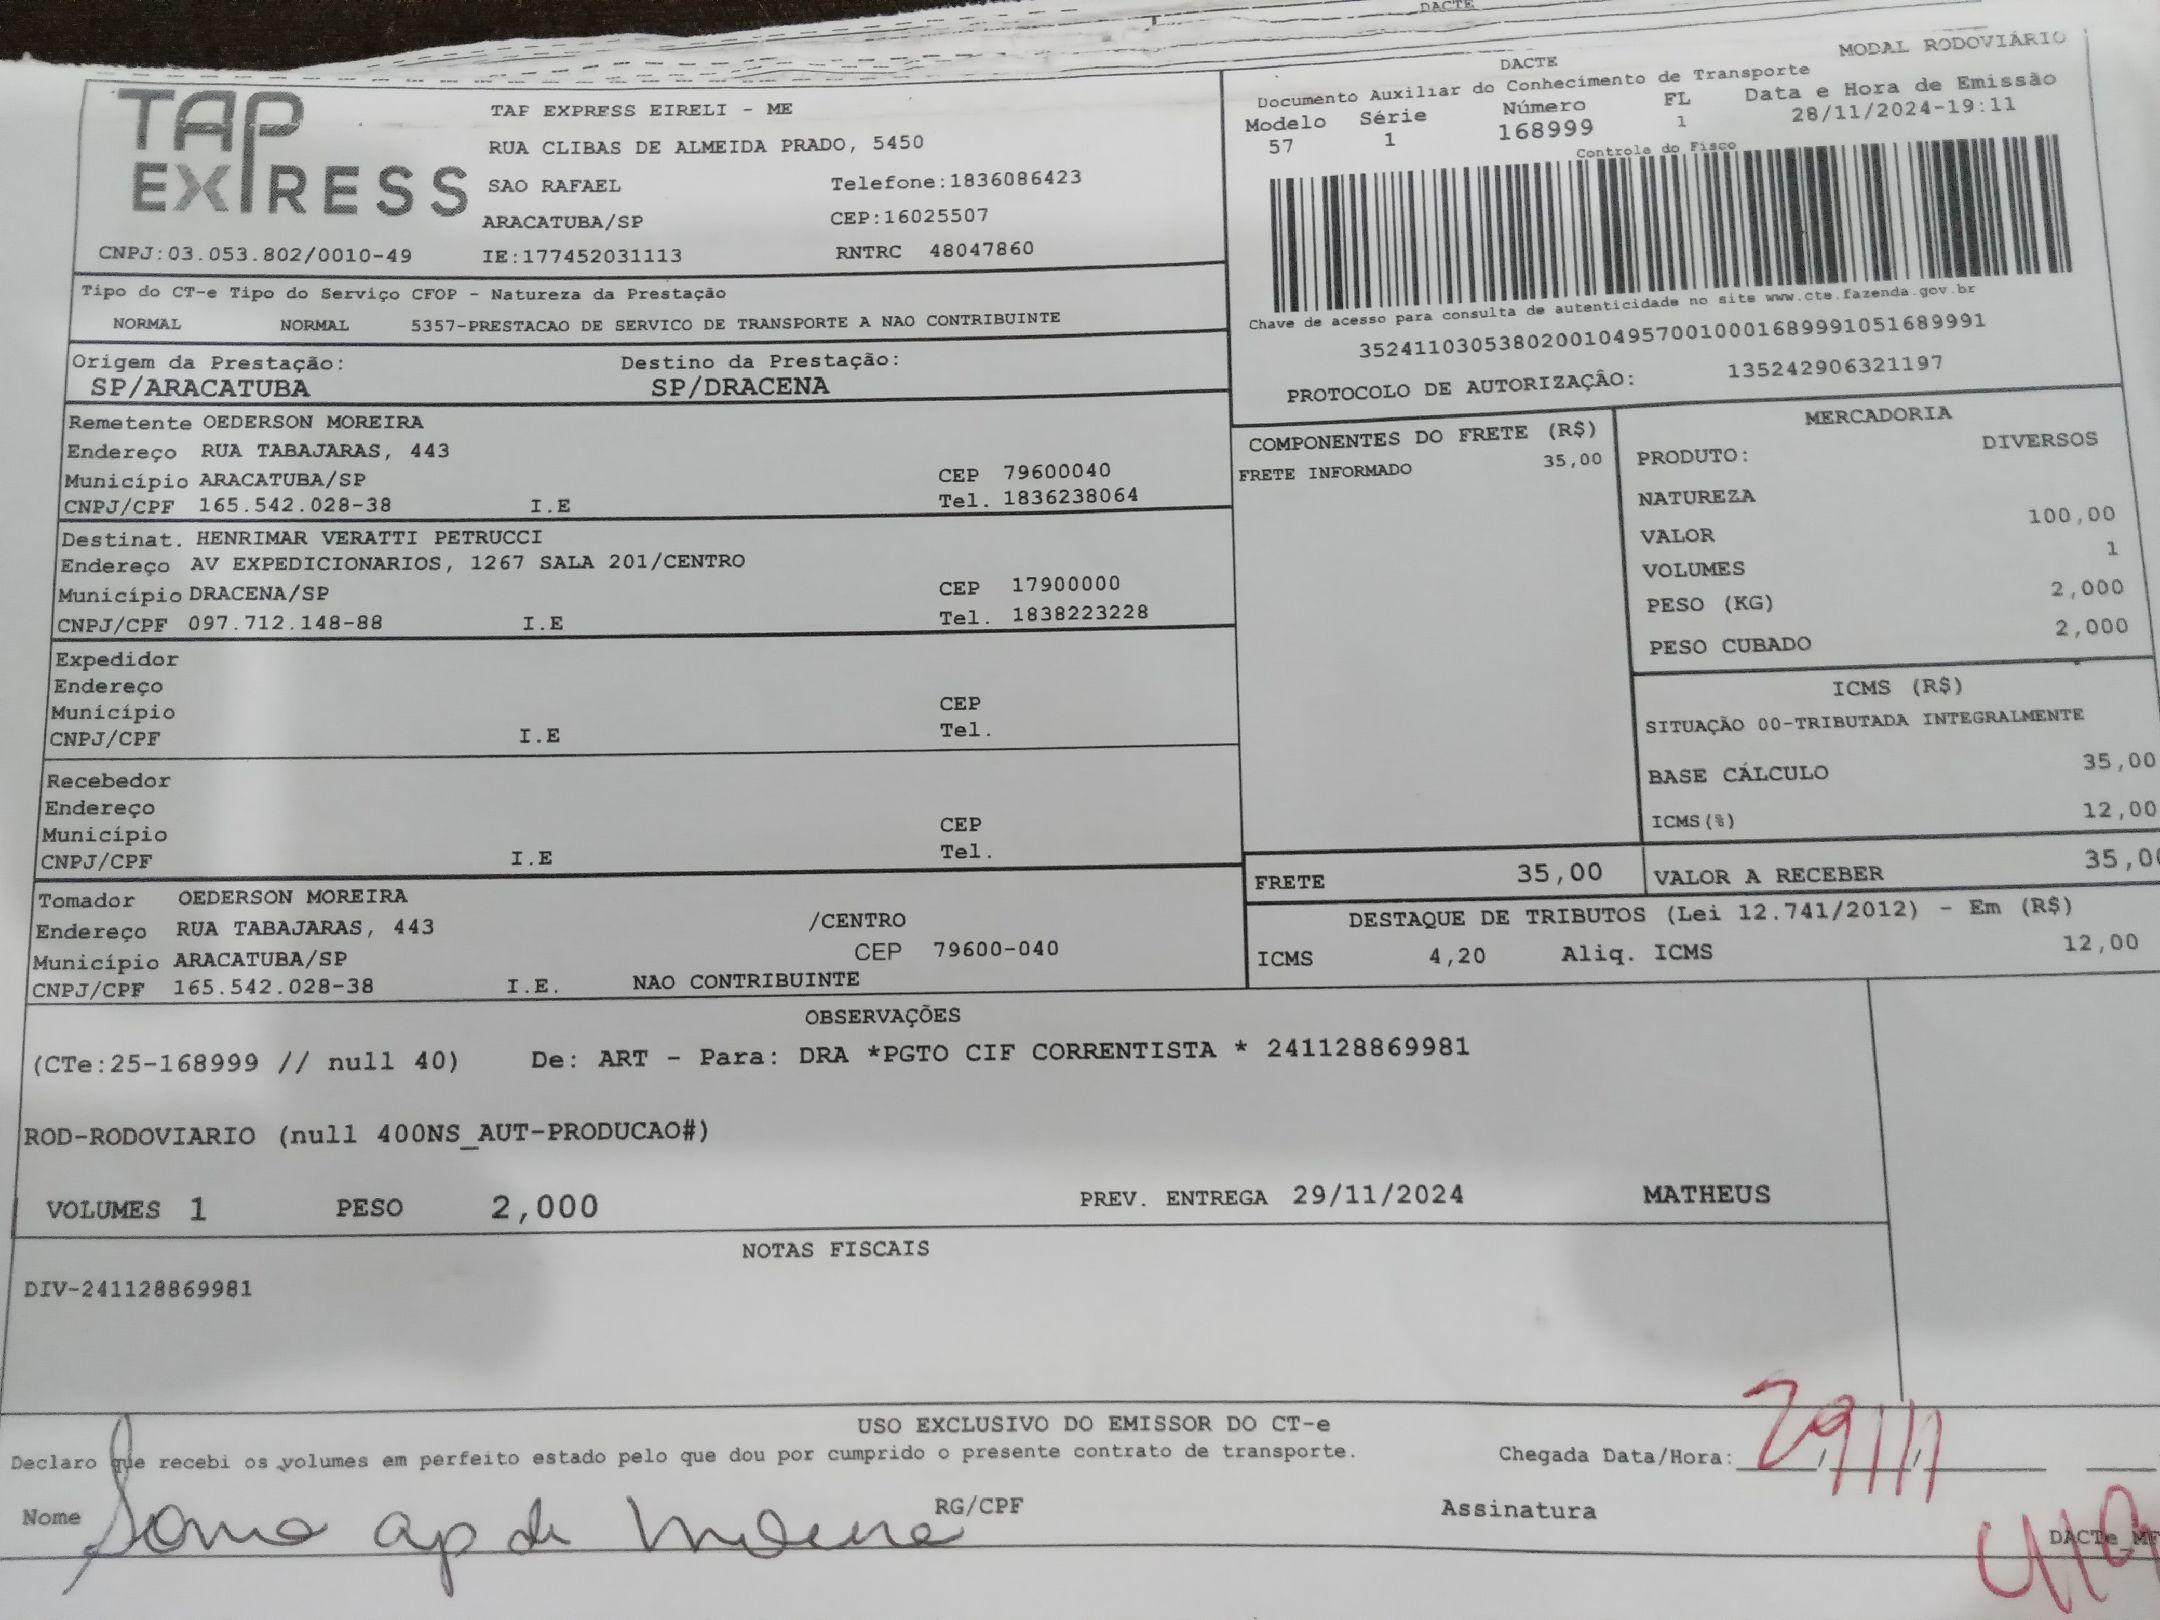 DACTE
TAP EXPRESS
TAP EXPRESS EIRELI - ME
RUA CLIBAS DE ALMEIDA PRADO, 5450
SAO RAFAEL Telefone:1836086423
ARACATUBA/SP CEP:16025507
CNPJ:03.053.802/0010-49 IE:177452031113 RNTRC 48047860
DACTE MODAL RODOVIÁRIO
Documento Auxiliar do Conhecimento de Transporte
Modelo Série Número FL Data e Hora de Emissão
57 1 168999 1 28/11/2024-19:11
Controle do Fisco
Chave de acesso para consulta de autenticidade no site www.cte.fazenda.gov.br
35241103053802001049570010001689991051689991
PROTOCOLO DE AUTORIZAÇÃO: 135242906321197
Tipo do CT-e Tipo do Serviço CFOP - Natureza da Prestação
NORMAL NORMAL 5357-PRESTACAO DE SERVICO DE TRANSPORTE A NAO CONTRIBUINTE
Origem da Prestação: Destino da Prestação:
SP/ARACATUBA SP/DRACENA
Remetente OEDERSON MOREIRA
Endereço RUA TABAJARAS, 443
Município ARACATUBA/SP CEP 79600040
CNPJ/CPF 165.542.028-38 I.E Tel. 1836238064
Destinat. HENRIMAR VERATTI PETRUCCI
Endereço AV EXPEDICIONARIOS, 1267 SALA 201/CENTRO
Município DRACENA/SP CEP 17900000
CNPJ/CPF 097.712.148-88 I.E Tel. 1838223228
Expedidor
Endereço
Município CEP
CNPJ/CPF I.E Tel.
Recebedor
Endereço
Município CEP
CNPJ/CPF I.E Tel.
Tomador OEDERSON MOREIRA
Endereço RUA TABAJARAS, 443 /CENTRO
Município ARACATUBA/SP CEP 79600-040
CNPJ/CPF 165.542.028-38 I.E. NAO CONTRIBUINTE
COMPONENTES DO FRETE (R$)
FRETE INFORMADO 35,00
MERCADORIA
PRODUTO: DIVERSOS
NATUREZA
VALOR 100,00
VOLUMES 1
PESO (KG) 2,000
PESO CUBADO 2,000
ICMS (R$)
SITUAÇÃO 00-TRIBUTADA INTEGRALMENTE
BASE CÁLCULO 35,00
ICMS(%) 12,00
FRETE 35,00 VALOR A RECEBER 35,00
DESTAQUE DE TRIBUTOS (Lei 12.741/2012) - Em (R$)
ICMS 4,20 Aliq. ICMS 12,00
OBSERVAÇÕES
(CTe:25-168999 // null 40) De: ART - Para: DRA *PGTO CIF CORRENTISTA * 241128869981
ROD-RODOVIARIO (null 400NS_AUT-PRODUCAO#)
VOLUMES 1 PESO 2,000 PREV. ENTREGA 29/11/2024 MATHEUS
NOTAS FISCAIS
DIV-241128869981
USO EXCLUSIVO DO EMISSOR DO CT-e
Declaro que recebi os volumes em perfeito estado pelo que dou por cumprido o presente contrato de transporte. Chegada Data/Hora: 29/11
Nome ap de RG/CPF Assinatura
DACTe_MF